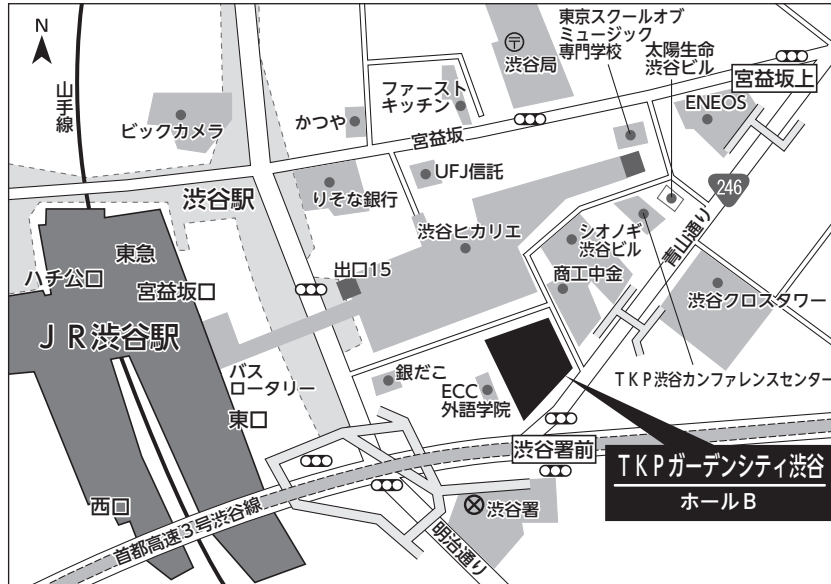 N
山手線
ビックカメラ
かつや
ファースト
キッチン
〒
渋谷局
東京スクールオブ
ミュージック
専門学校
太陽生命
渋谷ビル
宮益坂上
ENEOS
宮益坂
246
渋谷駅
りそな銀行
UFJ信託
渋谷ヒカリエ
シオノギ
渋谷ビル
商工中金
青山通り
渋谷クロスタワー
東急
ハチ公口
宮益坂口
出口15
JR渋谷駅
バス
ロータリー
東口
銀だこ
ECC
外語学院
TKP渋谷カンファレンスセンター
渋谷署前
TKPガーデンシティ渋谷
ホールB
西口
首都高速3号渋谷線
渋谷署
明治通り